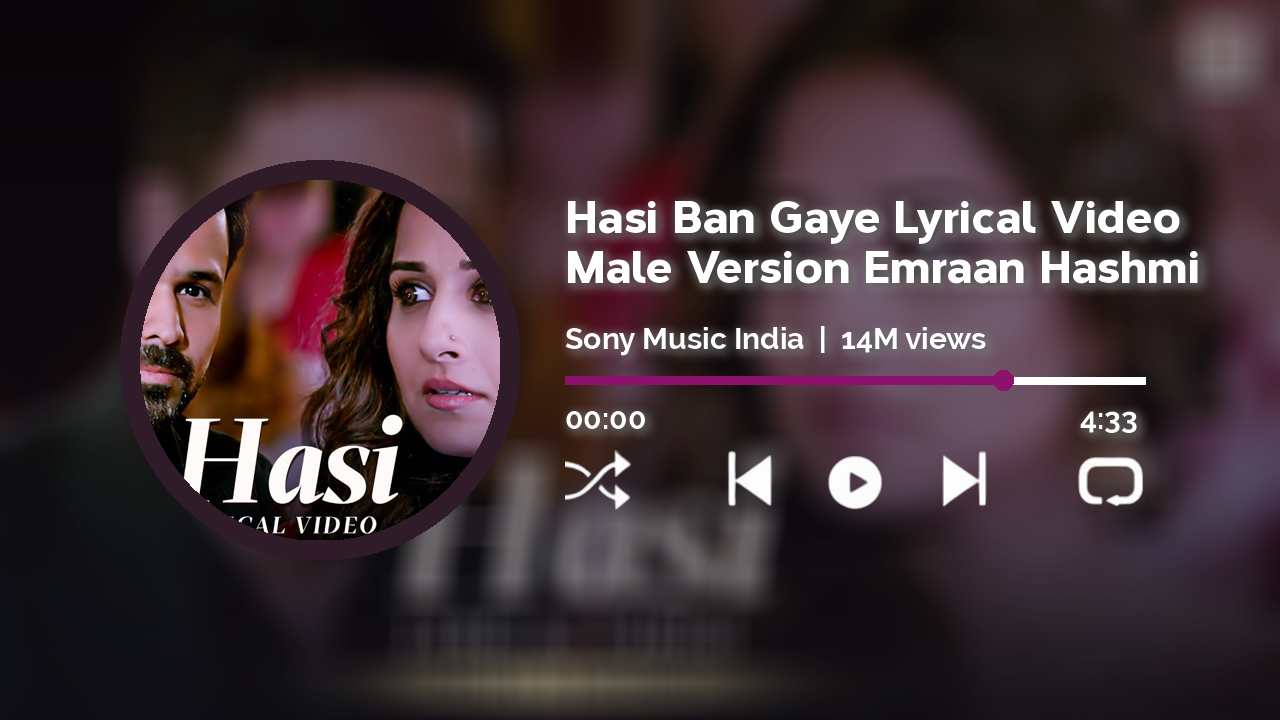 Hasi Ban Gaye Lyrical Video
Male Version Emraan Hashmi
Sony Music India | 14M views
00:00 4:33
Hasi
ICAL VIDEO
Hasi